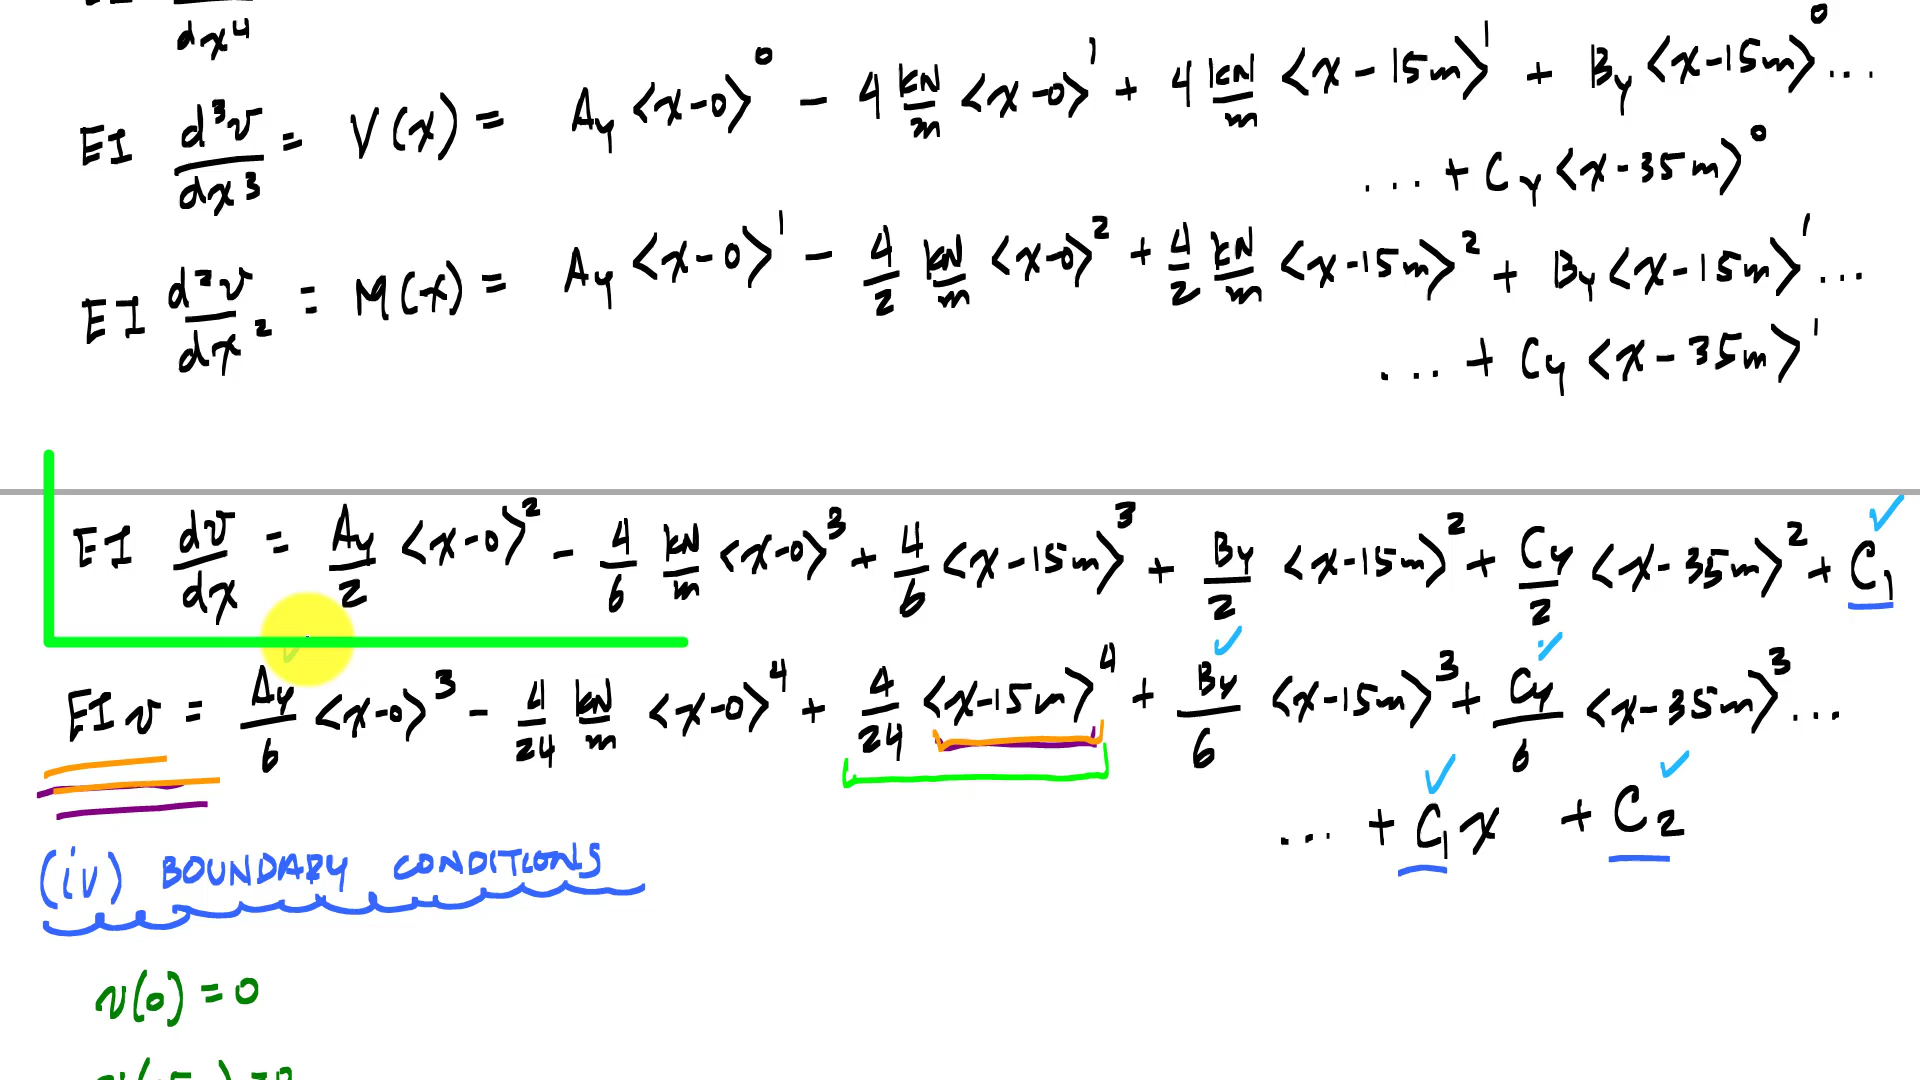 dx⁴
EI d³v/dx³ = V(x) = Ay <x-0>⁰ - 4 kN/m <x-0>¹ + 4 kN/m <x-15m>¹ + By <x-15m>⁰ ...
... + Cy <x-35m>⁰
EI d²v/dx² = M(x) = Ay <x-0>¹ - 4/2 kN/m <x-0>² + 4/2 kN/m <x-15m>² + By <x-15m>¹ ...
... + Cy <x-35m>¹
EI dv/dx = Ay/2 <x-0>² - 4/6 kN/m <x-0>³ + 4/6 <x-15m>³ + By/2 <x-15m>² + Cy/2 <x-35m>² + C₁
EIv = Ay/6 <x-0>³ - 4/24 kN/m <x-0>⁴ + 4/24 <x-15m>⁴ + By/6 <x-15m>³ + Cy/6 <x-35m>³ ...
... + C₁x + C₂
(iv) BOUNDARY CONDITIONS
v(0) = 0